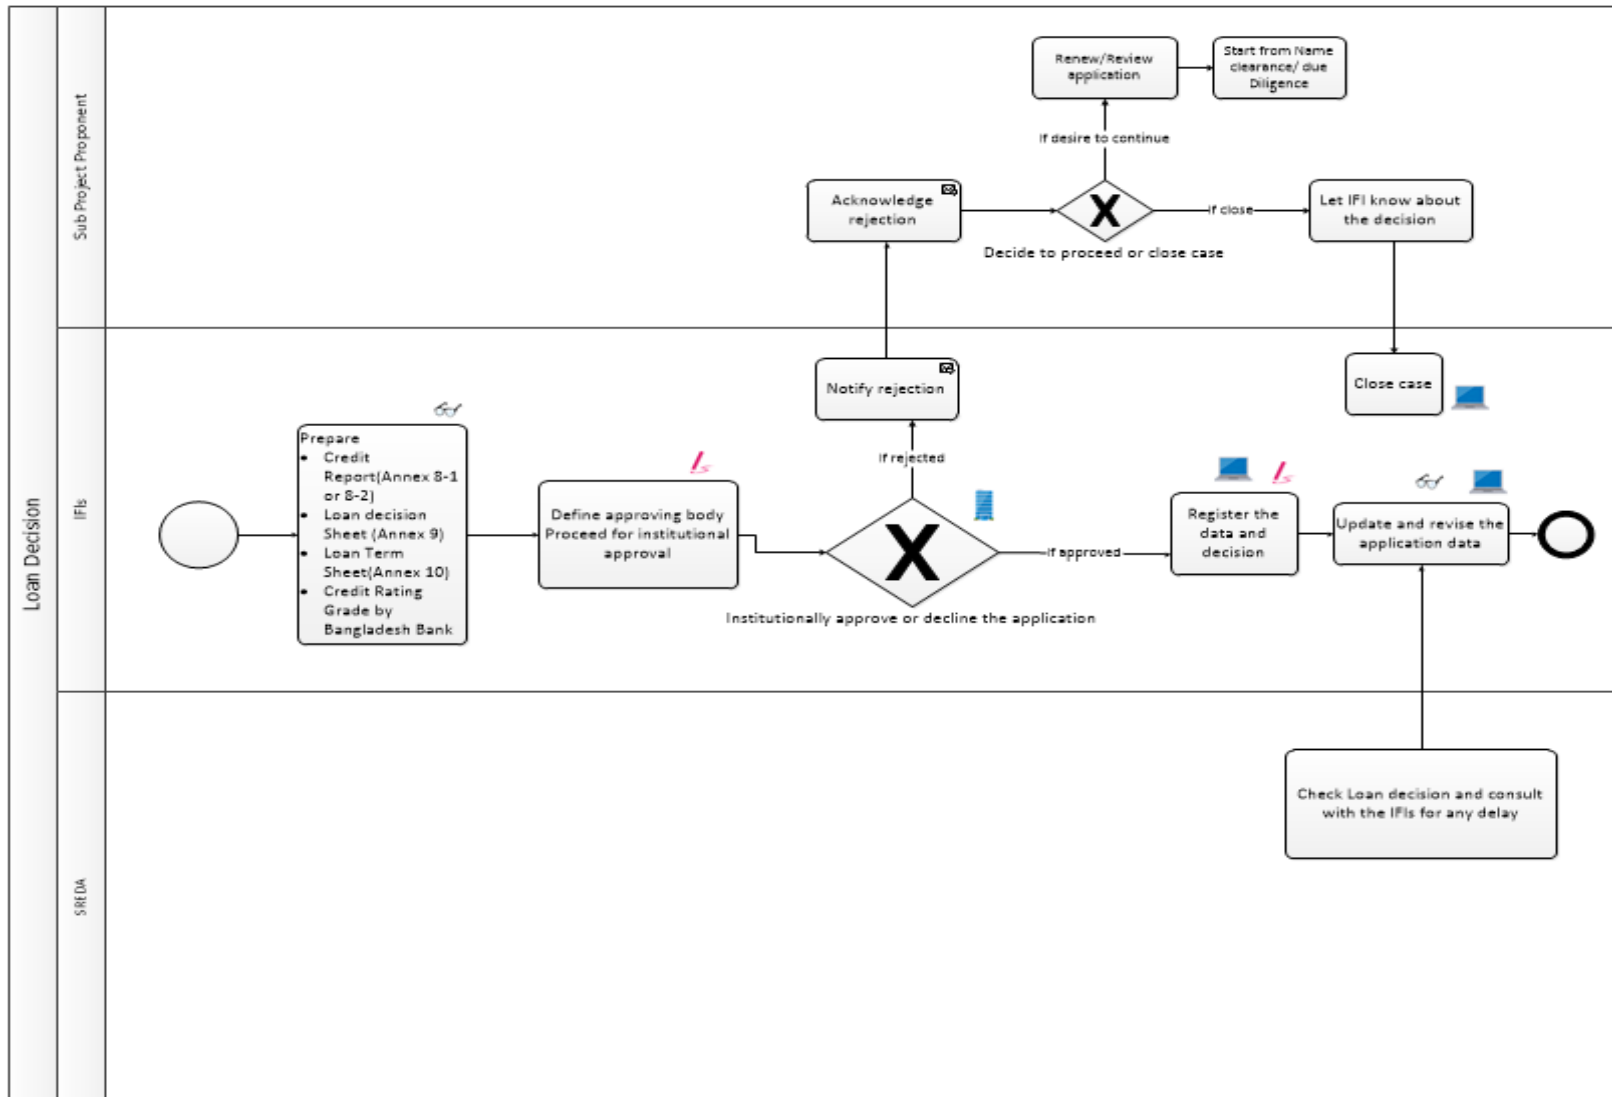 Loan Decision
Sub Project Proponent
Renew/Review
application
Start from Name
clearance/ due
Diligence
If desire to continue
Acknowledge
rejection
If close
Let IFI know about
the decision
Decide to proceed or close case
IFIs
Notify rejection
Close case
If rejected
Prepare
• Credit
Report(Annex 8-1
or 8-2)
• Loan decision
Sheet (Annex 9)
• Loan Term
Sheet(Annex 10)
• Credit Rating
Grade by
Bangladesh Bank
Define approving body
Proceed for institutional
approval
X
X
If approved
Register the
data and
decision
Update and revise the
application data
Institutionally approve or decline the application
SREDA
Check Loan decision and consult
with the IFIs for any delay